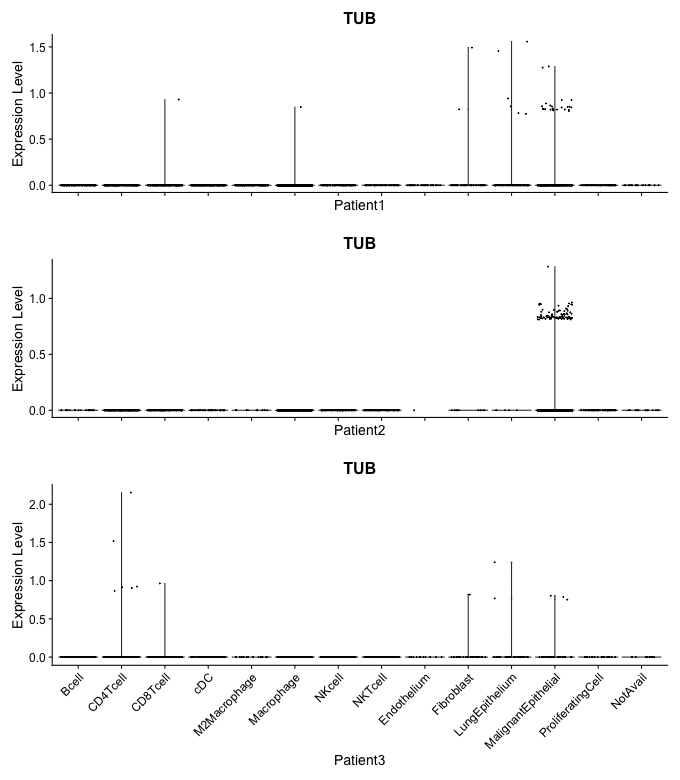 TUB
Expression Level
1.5
1.0
0.5
0.0
Patient1
TUB
Expression Level
1.0
0.5
0.0
Patient2
TUB
Expression Level
2.0
1.5
1.0
0.5
0.0
Bcell
CD4Tcell
CD8Tcell
cDC
M2Macrophage
Macrophage
NKcell
NKTcell
Endothelium
Fibroblast
LungEpithelium
MalignantEpithelial
ProliferatingCell
NotAvail
Patient3